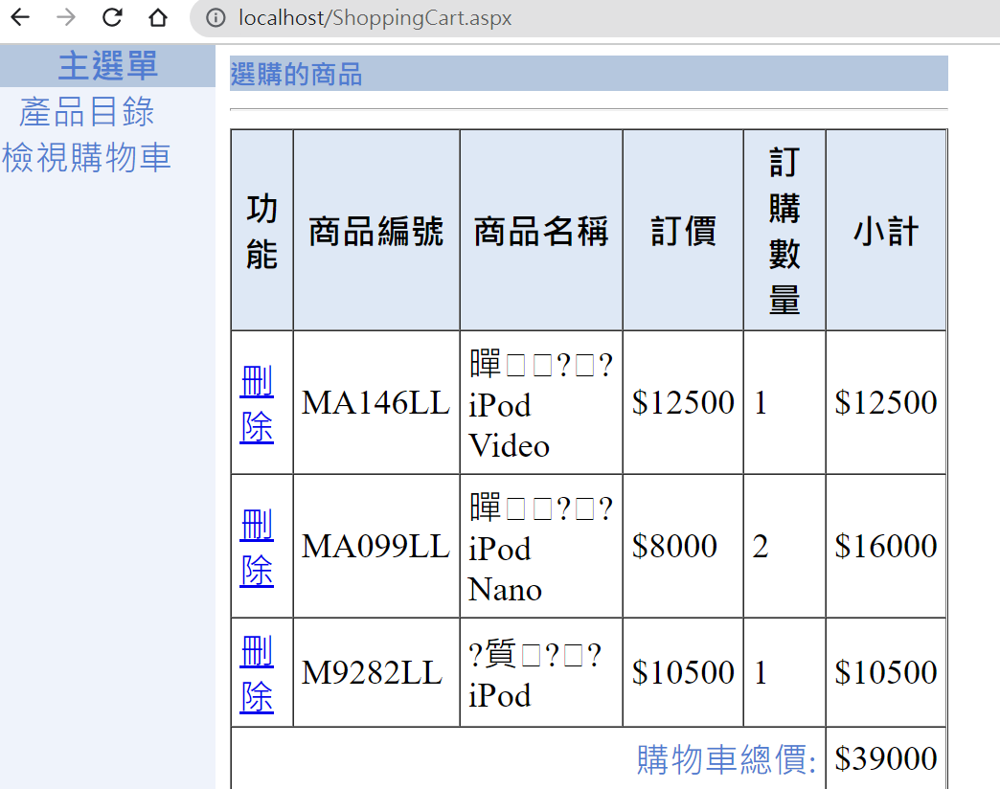 localhost/ShoppingCart.aspx
主選單
產品目錄
檢視購物車
選購的商品
功能 商品編號 商品名稱 訂價 訂購數量 小計
刪除 MA146LL 暺□□?□? iPod Video $12500 1 $12500
刪除 MA099LL 暺□□?□? iPod Nano $8000 2 $16000
刪除 M9282LL ?質□?□? iPod $10500 1 $10500
購物車總價: $39000